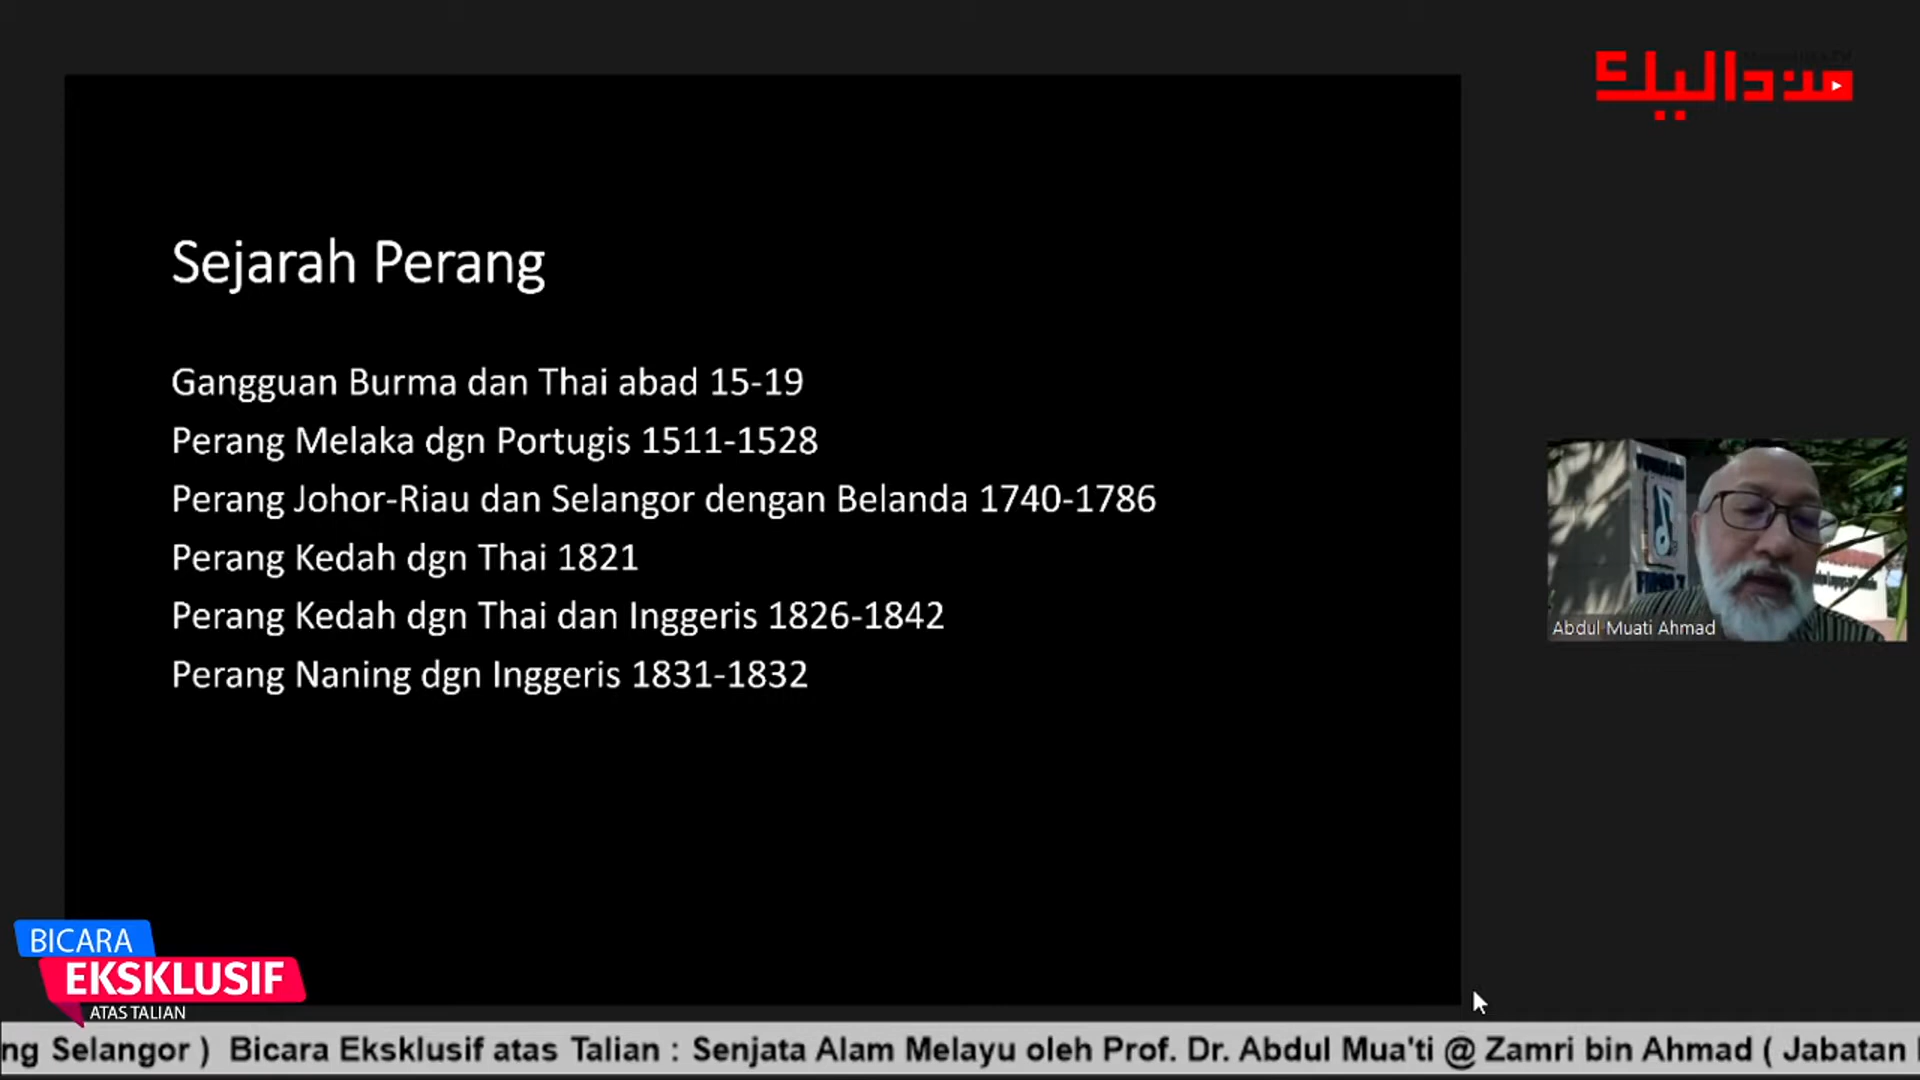 منداليك
Sejarah Perang
Gangguan Burma dan Thai abad 15-19
Perang Melaka dgn Portugis 1511-1528
Perang Johor-Riau dan Selangor dengan Belanda 1740-1786
Perang Kedah dgn Thai 1821
Perang Kedah dgn Thai dan Inggeris 1826-1842
Perang Naning dgn Inggeris 1831-1832
Abdul Muati Ahmad
BICARA
EKSKLUSIF
ATAS TALIAN
ng Selangor ) Bicara Eksklusif atas Talian : Senjata Alam Melayu oleh Prof. Dr. Abdul Mua'ti @ Zamri bin Ahmad ( Jabatan